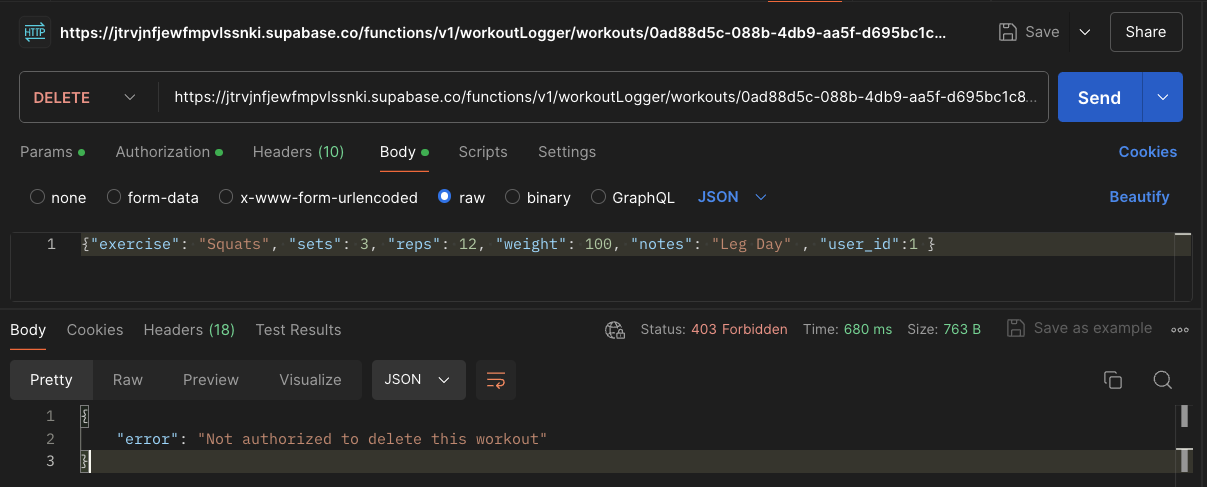 HTTP https://jtrvjnfjewfmpvlssnki.supabase.co/functions/v1/workoutLogger/workouts/0ad88d5c-088b-4db9-aa5f-d695bc1c... Save Share
DELETE https://jtrvjnfjewfmpvlssnki.supabase.co/functions/v1/workoutLogger/workouts/0ad88d5c-088b-4db9-aa5f-d695bc1c8... Send
Params Authorization Headers (10) Body Scripts Settings Cookies
none form-data x-www-form-urlencoded raw binary GraphQL JSON Beautify
1 {"exercise": "Squats", "sets": 3, "reps": 12, "weight": 100, "notes": "Leg Day" , "user_id":1 }
Body Cookies Headers (18) Test Results Status: 403 Forbidden Time: 680 ms Size: 763 B Save as example
Pretty Raw Preview Visualize JSON
1 {
2 "error": "Not authorized to delete this workout"
3 }